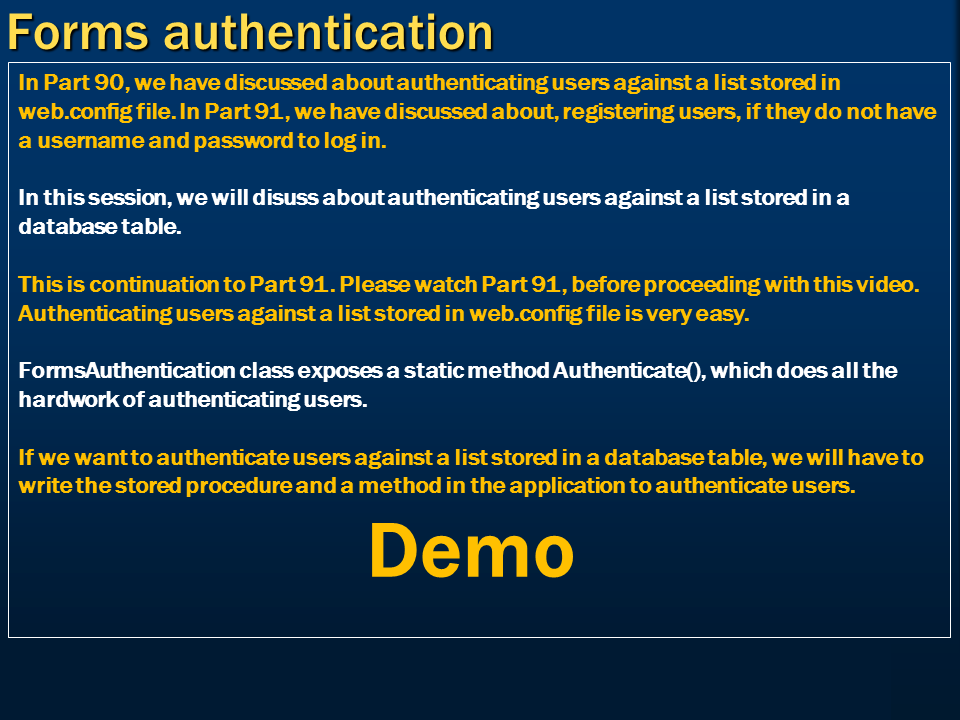 Forms authentication
In Part 90, we have discussed about authenticating users against a list stored in
web.config file. In Part 91, we have discussed about, registering users, if they do not have
a username and password to log in.
In this session, we will disuss about authenticating users against a list stored in a
database table.
This is continuation to Part 91. Please watch Part 91, before proceeding with this video.
Authenticating users against a list stored in web.config file is very easy.
FormsAuthentication class exposes a static method Authenticate(), which does all the
hardwork of authenticating users.
If we want to authenticate users against a list stored in a database table, we will have to
write the stored procedure and a method in the application to authenticate users.
Demo